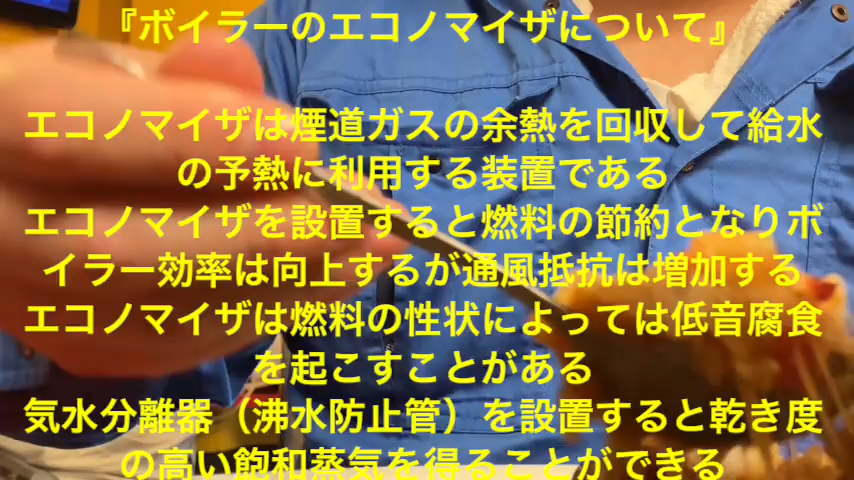 『ボイラーのエコノマイザについて』
エコノマイザは煙道ガスの余熱を回収して給水
の予熱に利用する装置である
エコノマイザを設置すると燃料の節約となりボ
イラー効率は向上するが通風抵抗は増加する
エコノマイザは燃料の性状によっては低音腐食
を起こすことがある
気水分離器（沸水防止管）を設置すると乾き度
の高い飽和蒸気を得ることができる